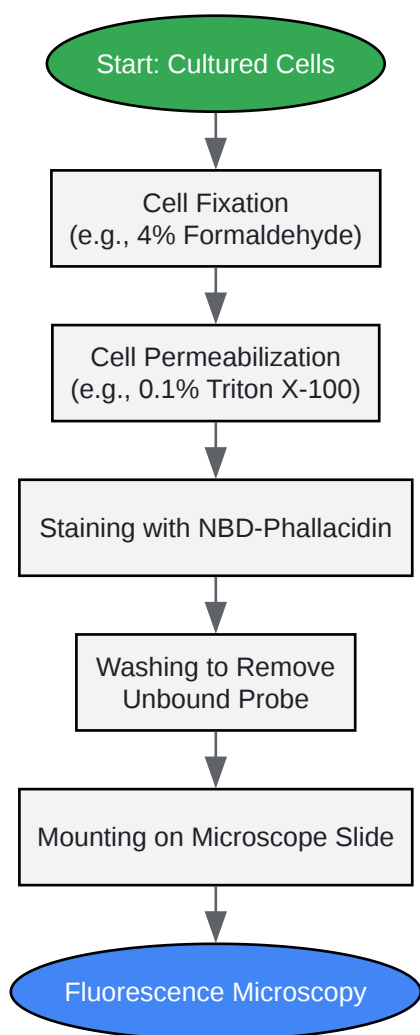 Start: Cultured Cells
Cell Fixation
(e.g., 4% Formaldehyde)
Cell Permeabilization
(e.g., 0.1% Triton X-100)
Staining with NBD-Phallacidin
Washing to Remove
Unbound Probe
Mounting on Microscope Slide
Fluorescence Microscopy